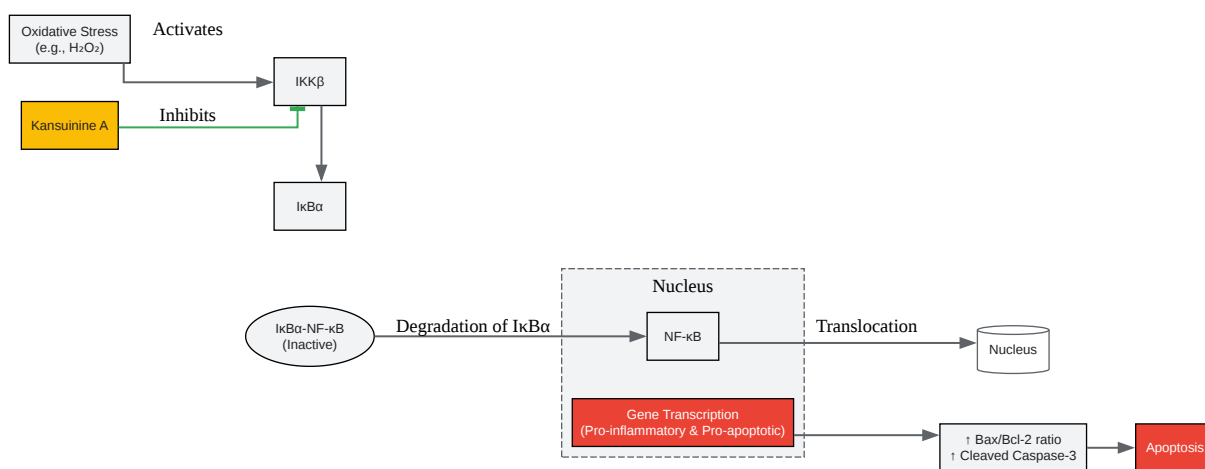 Oxidative Stress
(e.g., H₂O₂)
Activates
IKKβ
Kansuinine A
Inhibits
IκBα
Nucleus
IκBα-NF-κB
(Inactive)
Degradation of IκBα
NF-κB
Translocation
Nucleus
Gene Transcription
(Pro-inflammatory & Pro-apoptotic)
↑ Bax/Bcl-2 ratio
↑ Cleaved Caspase-3
Apoptosis